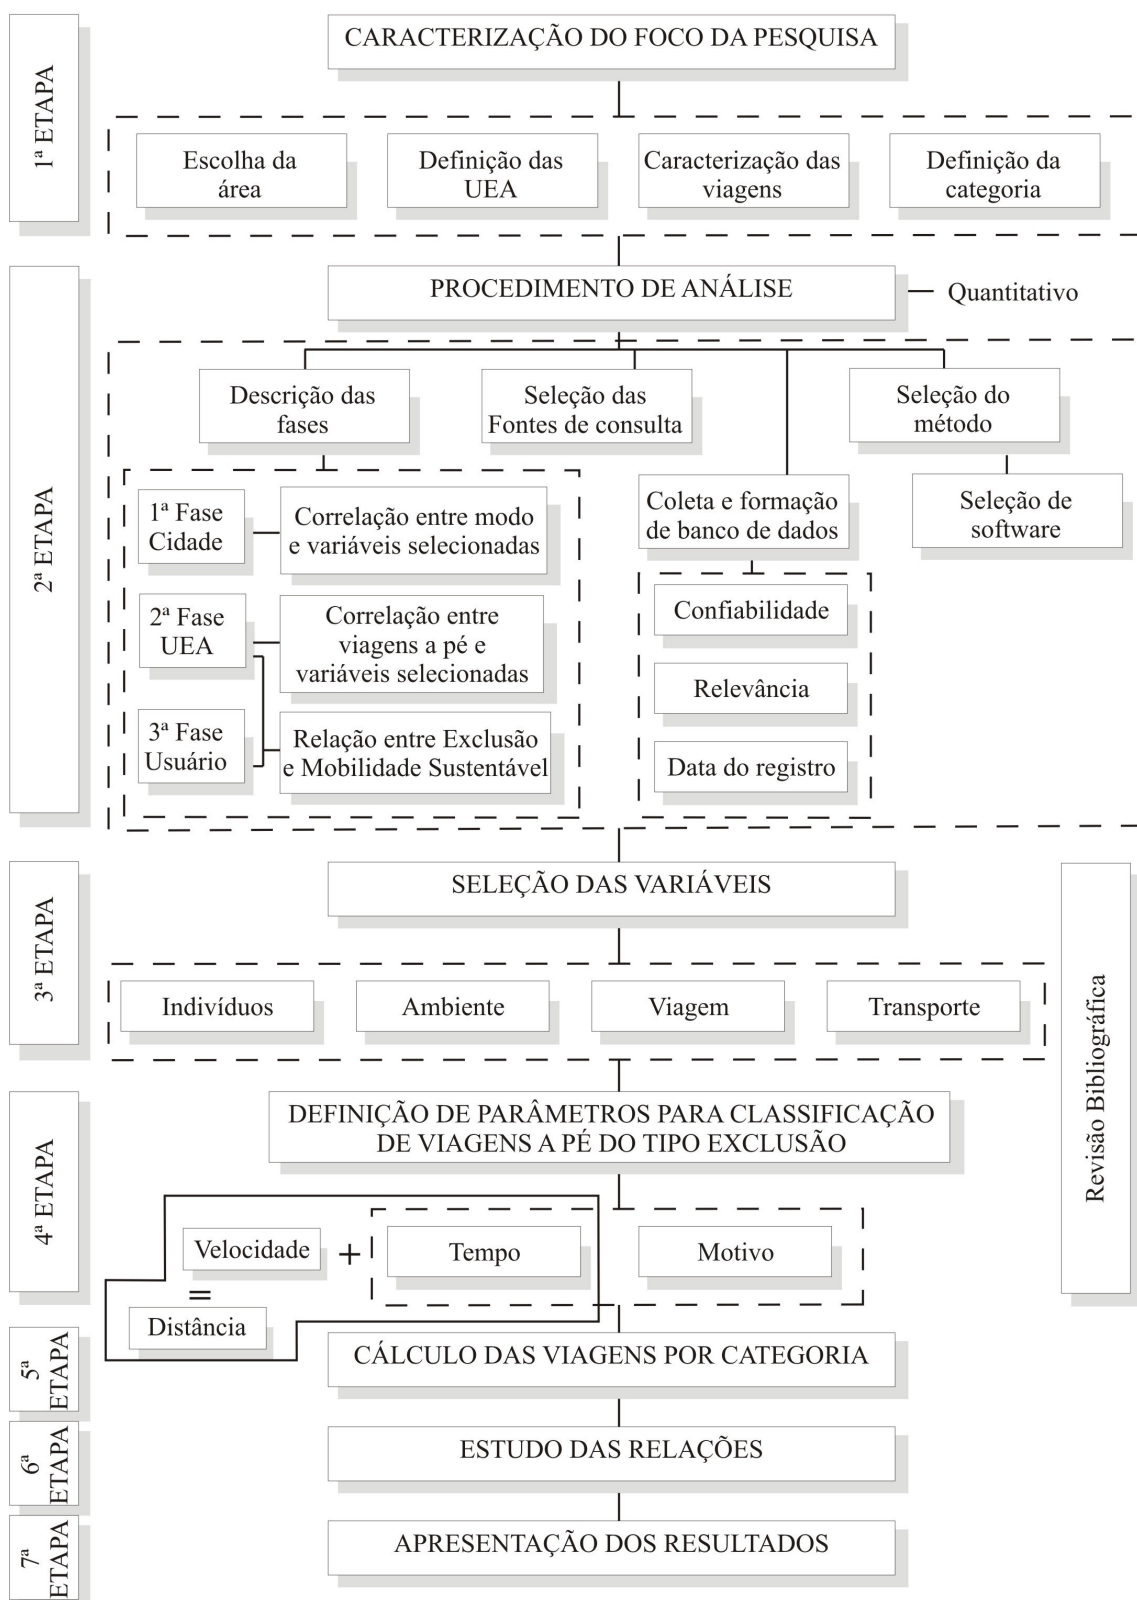 1ª ETAPA
CARACTERIZAÇÃO DO FOCO DA PESQUISA
Escolha da
área
Definição das
UEA
Caracterização das
viagens
Definição da
categoria
2ª ETAPA
PROCEDIMENTO DE ANÁLISE
Quantitativo
Descrição das
fases
Seleção das
Fontes de consulta
Seleção do
método
1ª Fase
Cidade
Correlação entre modo
e variáveis selecionadas
2ª Fase
UEA
Correlação entre
viagens a pé e
variáveis selecionadas
3ª Fase
Usuário
Relação entre Exclusão
e Mobilidade Sustentável
Coleta e formação
de banco de dados
Confiabilidade
Relevância
Data do registro
Seleção de
software
3ª ETAPA
SELEÇÃO DAS VARIÁVEIS
Indivíduos
Ambiente
Viagem
Transporte
Revisão Bibliográfica
4ª ETAPA
DEFINIÇÃO DE PARÂMETROS PARA CLASSIFICAÇÃO
DE VIAGENS A PÉ DO TIPO EXCLUSÃO
Velocidade
+
Tempo
Motivo
=
Distância
5ª
ETAPA
CÁLCULO DAS VIAGENS POR CATEGORIA
6ª
ETAPA
ESTUDO DAS RELAÇÕES
7ª
ETAPA
APRESENTAÇÃO DOS RESULTADOS